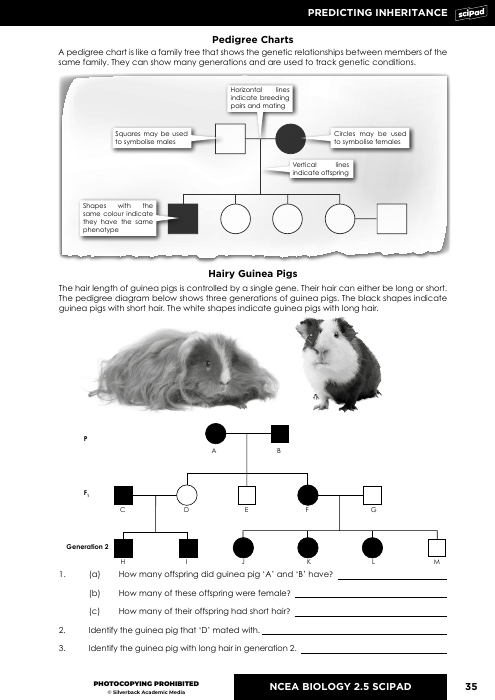 PREDICTING INHERITANCE
scipad
Pedigree Charts
A pedigree chart is like a family tree that shows the genetic relationships between members of the
same family. They can show many generations and are used to track genetic conditions.
Horizontal lines
indicate breeding
pairs and mating
Squares may be used
to symbolise males
Circles may be used
to symbolise females
Vertical lines
indicate offspring
Shapes with the
same colour indicate
they have the same
phenotype
Hairy Guinea Pigs
The hair length of guinea pigs is controlled by a single gene. Their hair can either be long or short.
The pedigree diagram below shows three generations of guinea pigs. The black shapes indicate
guinea pigs with short hair. The white shapes indicate guinea pigs with long hair.
P
A B
F₁
C D E F G
Generation 2
H I J K L M
1. (a) How many offspring did guinea pig 'A' and 'B' have?
(b) How many of these offspring were female?
(c) How many of their offspring had short hair?
2. Identify the guinea pig that 'D' mated with.
3. Identify the guinea pig with long hair in generation 2.
PHOTOCOPYING PROHIBITED
© Silverback Academic Media
NCEA BIOLOGY 2.5 SCIPAD
35